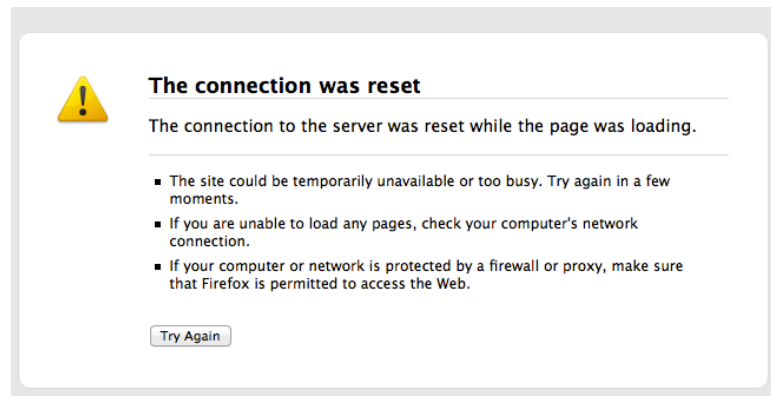 The connection was reset
The connection to the server was reset while the page was loading.
The site could be temporarily unavailable or too busy. Try again in a few
moments.
If you are unable to load any pages, check your computer's network
connection.
If your computer or network is protected by a firewall or proxy, make sure
that Firefox is permitted to access the Web.
Try Again